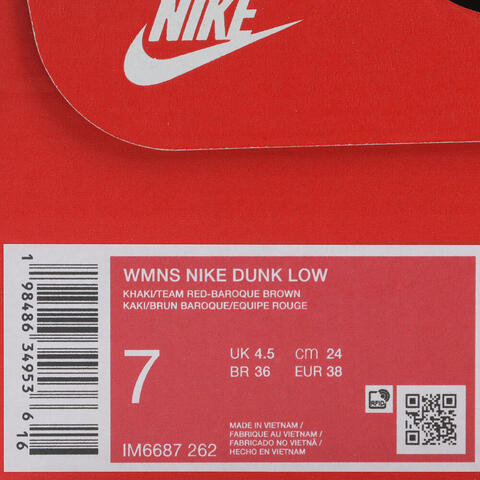 NIKE
WMNS NIKE DUNK LOW
KHAKI/TEAM RED-BAROQUE BROWN
KAKI/BRUN BAROQUE/EQUIPE ROUGE
7
UK 4.5 cm 24
BR 36 EUR 38
MADE IN VIETNAM /
FABRIQUE AU VIETNAM /
FABRICADO NO VIETNÃ /
HECHO EN VIETNAM
IM6687 262
RFID
1 98486 34953 6 16